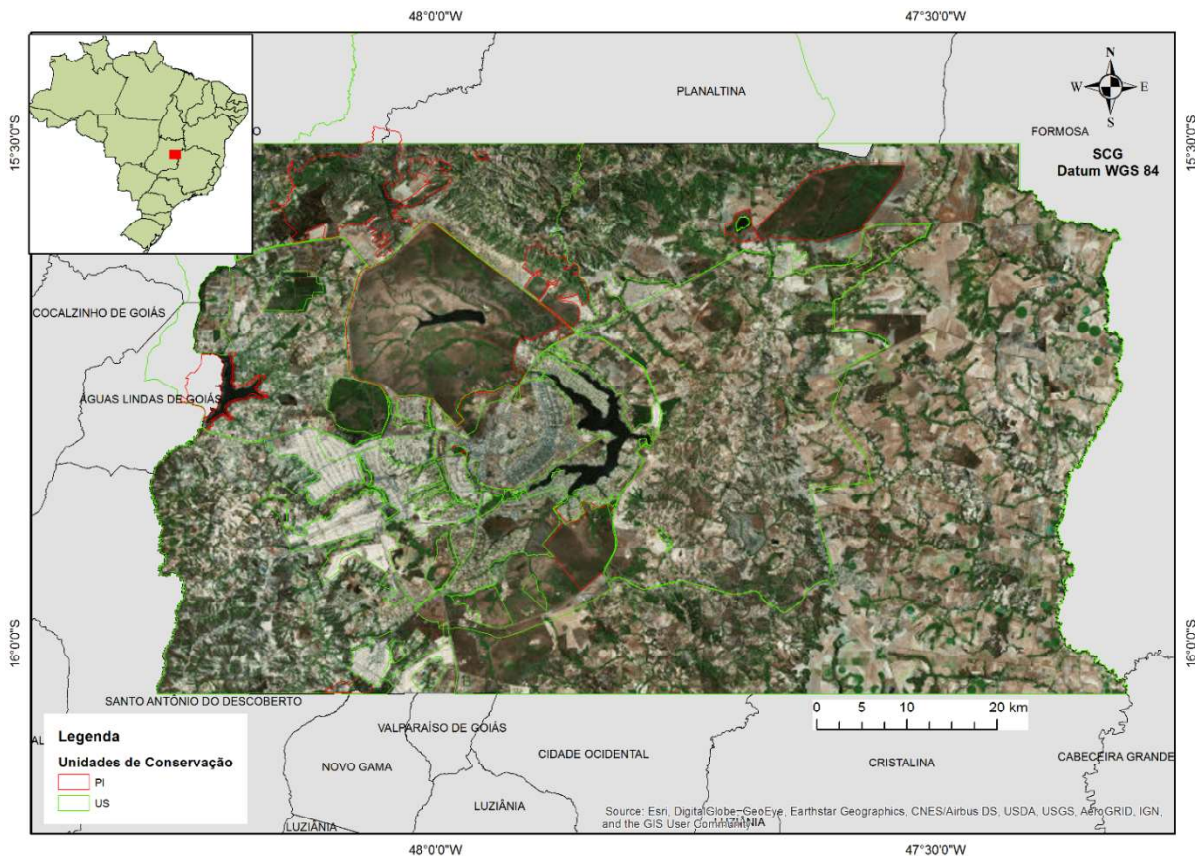 48°0'0"W
47°30'0"W
PLANALTINA
N
W
E
S
FORMOSA
15°30'0"S
15°30'0"S
SCG
Datum WGS 84
O
COCALZINHO DE GOIÁS
ÁGUAS LINDAS DE GOIÁS
16°0'0"S
16°0'0"S
SANTO ANTÔNIO DO DESCOBERTO
0 5 10 20 km
VALPARAÍSO DE GOIÁS
CIDADE OCIDENTAL
CABECEIRA GRANDE
AL
NOVO GAMA
CRISTALINA
LUZIÂNIA
Legenda
Unidades de Conservação
PI
US
Source: Esri, DigitalGlobe, GeoEye, Earthstar Geographics, CNES/Airbus DS, USDA, USGS, AeroGRID, IGN,
and the GIS User Community
LUZIÂNIA
LUZIÂNIA
48°0'0"W
47°30'0"W